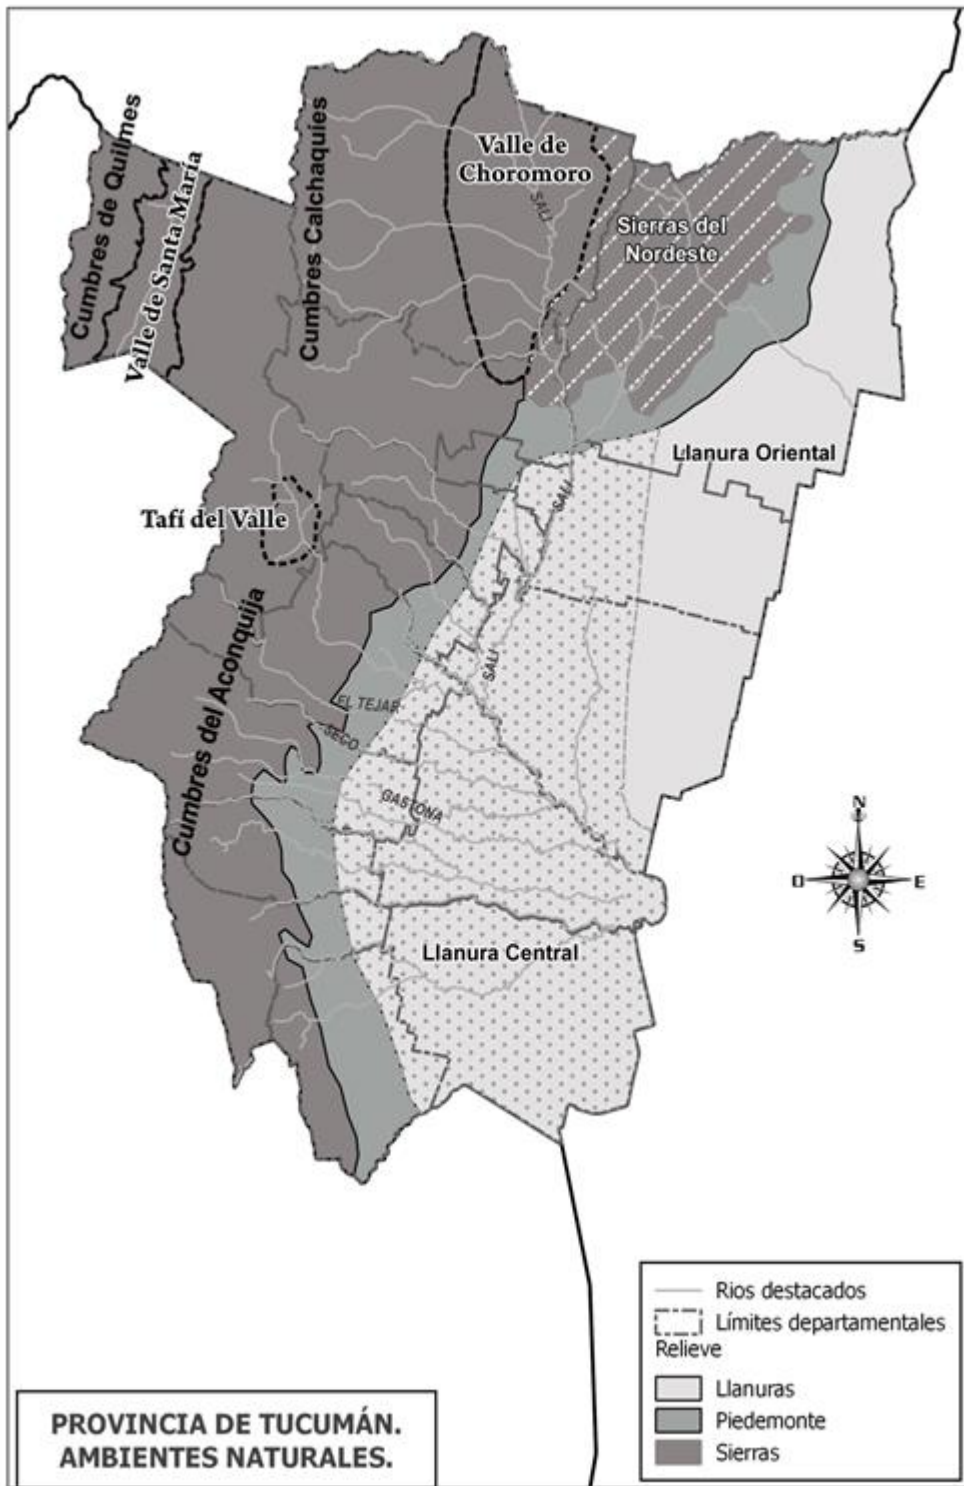 Cumbres de Quilmes
Valle de Santa María
Cumbres Calchaquíes
Valle de
Choromoro
SALI
Sierras del
Nordeste
Llanura Oriental
SALI
Tafí del Valle
Cumbres del Aconquija
SALI
EL TEJAR
SECO
GASTONA
Llanura Central
N
O
E
S
Rios destacados
Límites departamentales
Relieve
Llanuras
Piedemonte
Sierras
PROVINCIA DE TUCUMÁN.
AMBIENTES NATURALES.